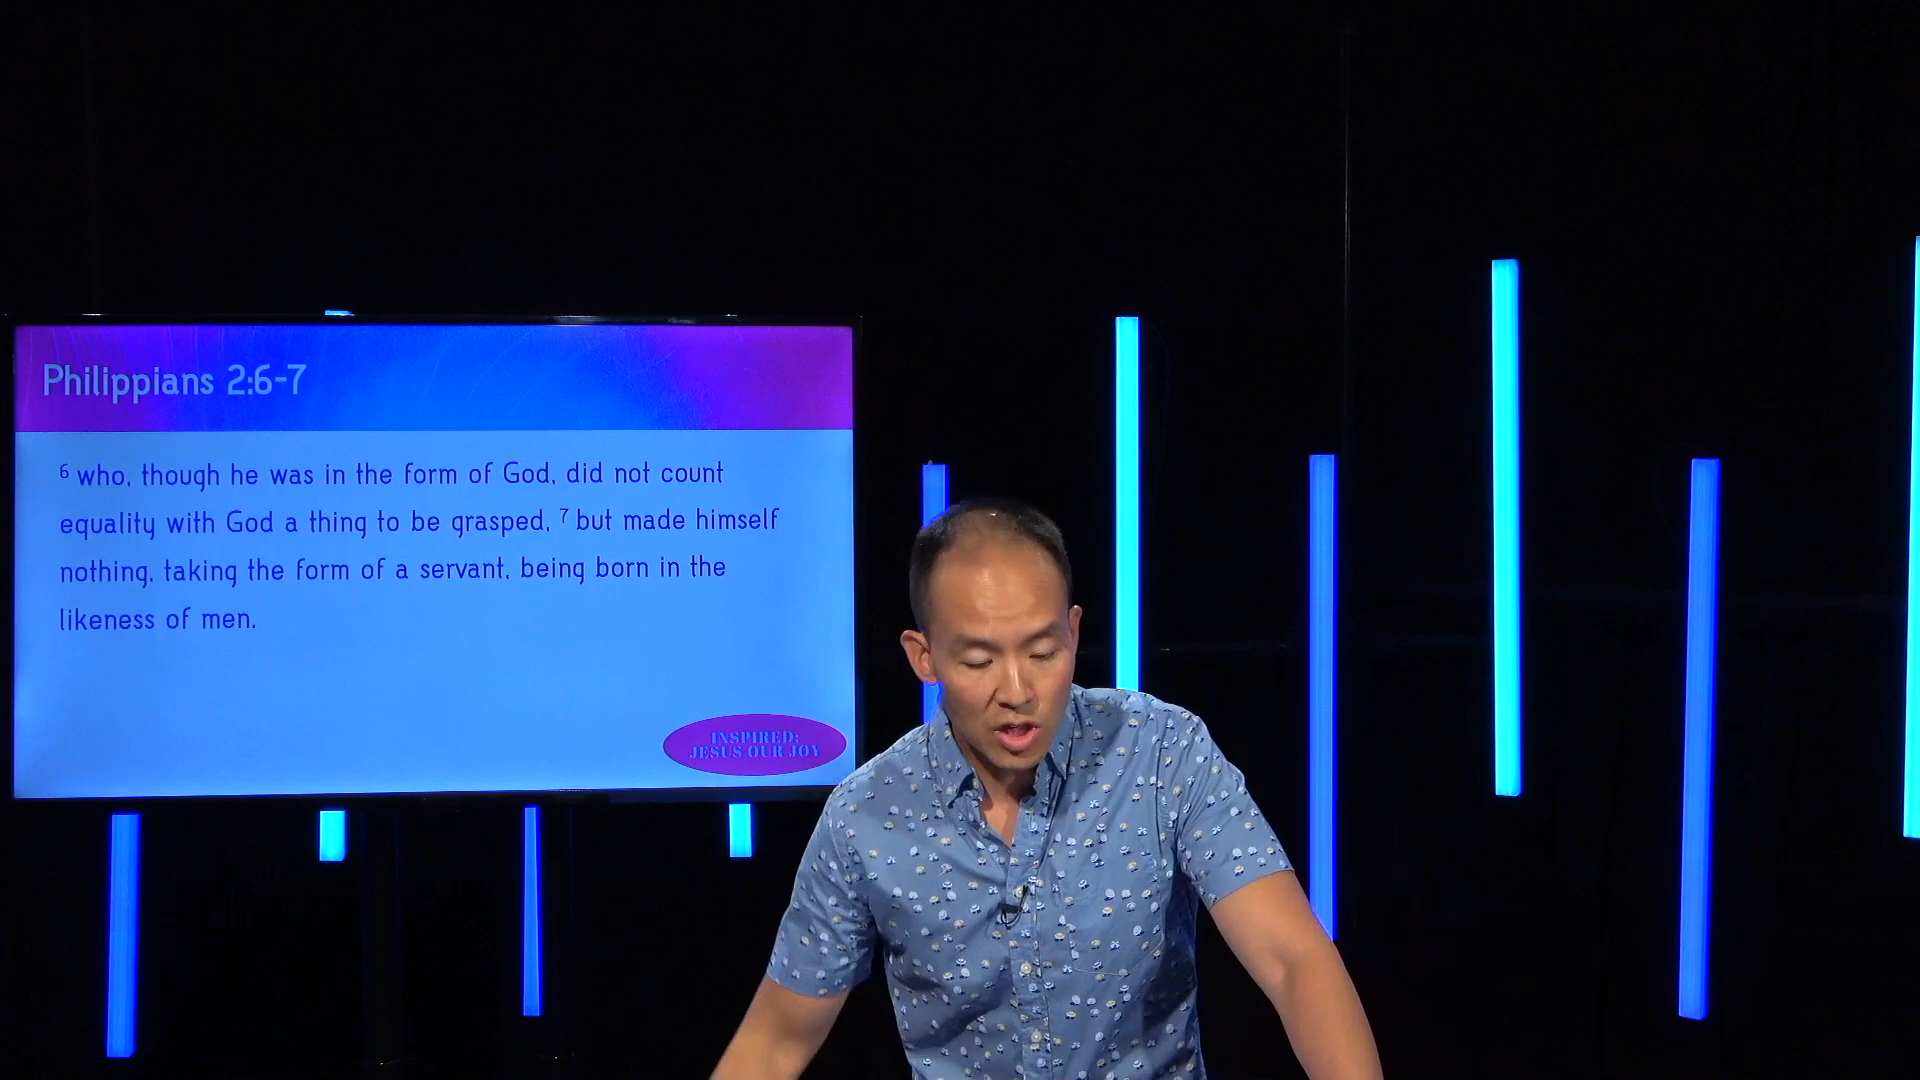 Philippians 2:6-7
6 who, though he was in the form of God, did not count
equality with God a thing to be grasped, 7 but made himself
nothing, taking the form of a servant, being born in the
likeness of men.
INSPIRED:
JESUS OUR JOY